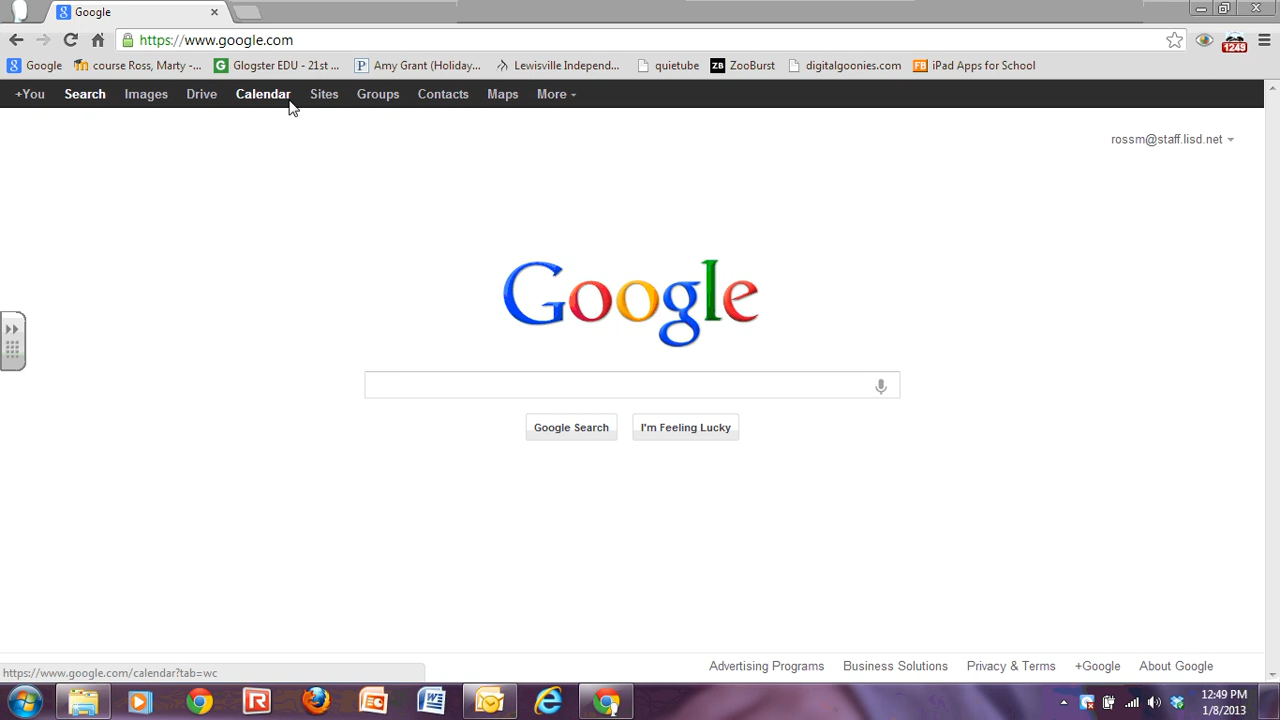 Google
https://www.google.com
1249
Google course Ross, Marty -... Glogster EDU - 21st ... Amy Grant (Holiday... Lewisville Independ... quietube ZB ZooBurst digitalgoonies.com FB iPad Apps for School
+You Search Images Drive Calendar Sites Groups Contacts Maps More
rossm@staff.lisd.net
Google
Google Search I'm Feeling Lucky
https://www.google.com/calendar?tab=wc
Advertising Programs Business Solutions Privacy & Terms +Google About Google
12:49 PM
1/8/2013